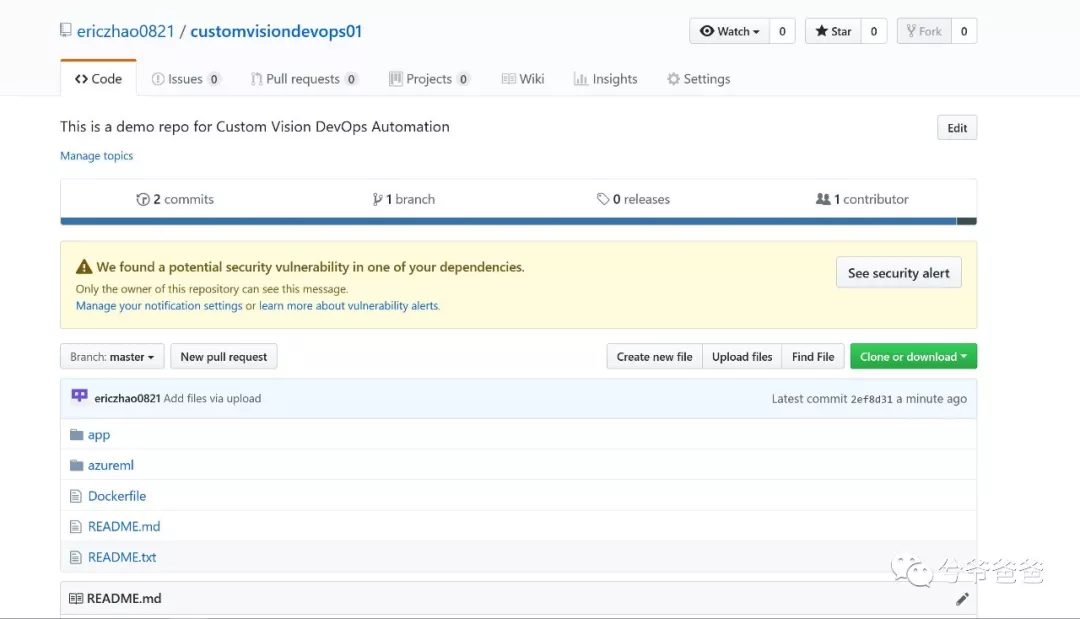 ericzhao0821 / customvisiondevops01
Watch 0 Star 0 Fork 0
Code Issues 0 Pull requests 0 Projects 0 Wiki Insights Settings
This is a demo repo for Custom Vision DevOps Automation
Edit
Manage topics
2 commits 1 branch 0 releases 1 contributor
We found a potential security vulnerability in one of your dependencies.
Only the owner of this repository can see this message.
Manage your notification settings or learn more about vulnerability alerts.
See security alert
Branch: master New pull request Create new file Upload files Find File Clone or download
ericzhao0821 Add files via upload Latest commit 2ef8d31 a minute ago
app
azureml
Dockerfile
README.md
README.txt
兮爷爸爸
README.md